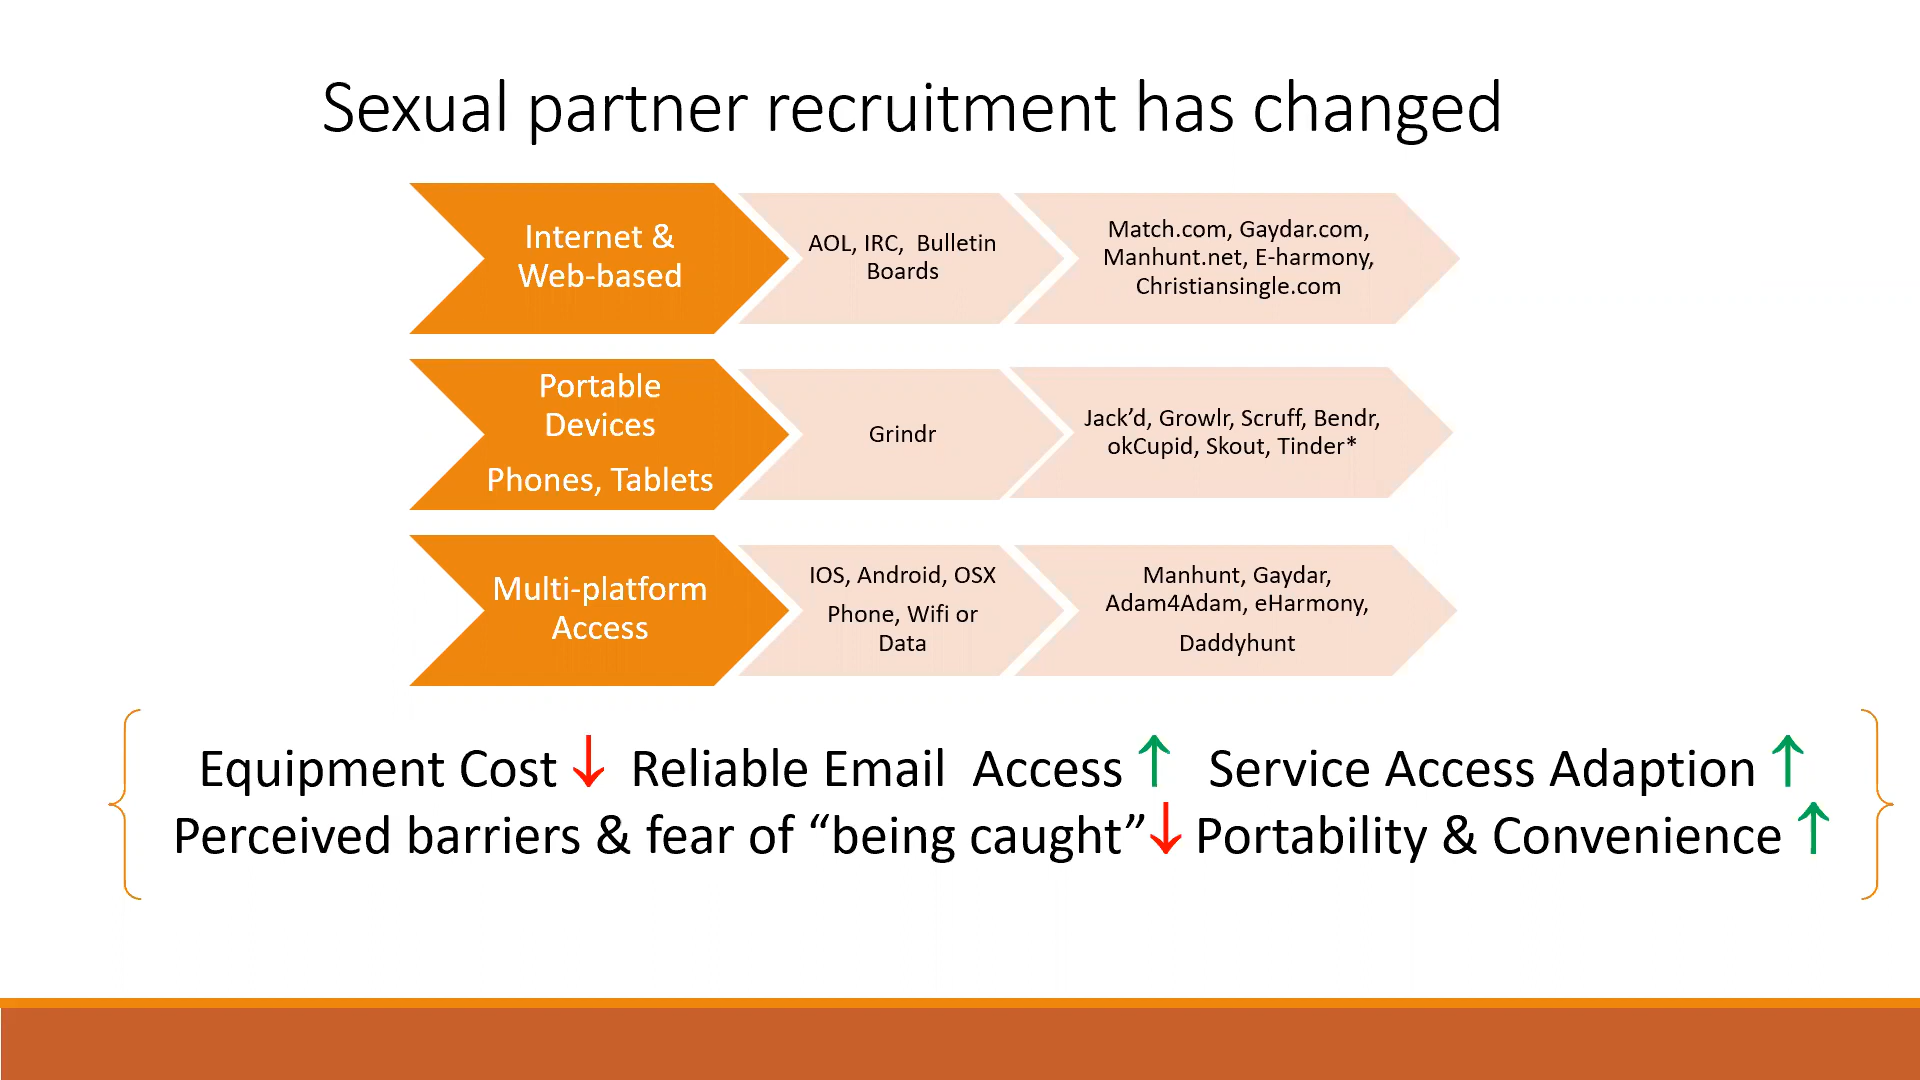 Sexual partner recruitment has changed
Internet &
Web-based
AOL, IRC,  Bulletin
Boards
Match.com, Gaydar.com,
Manhunt.net, E-harmony,
Christiansingle.com
Portable
Devices
Phones, Tablets
Grindr
Jack’d, Growlr, Scruff, Bendr,
okCupid, Skout, Tinder*
Multi-platform
Access
IOS, Android, OSX
Phone, Wifi or
Data
Manhunt, Gaydar,
Adam4Adam, eHarmony,
Daddyhunt
Equipment Cost ↓ Reliable Email  Access ↑ Service Access Adaption ↑
Perceived barriers & fear of “being caught”↓ Portability & Convenience ↑